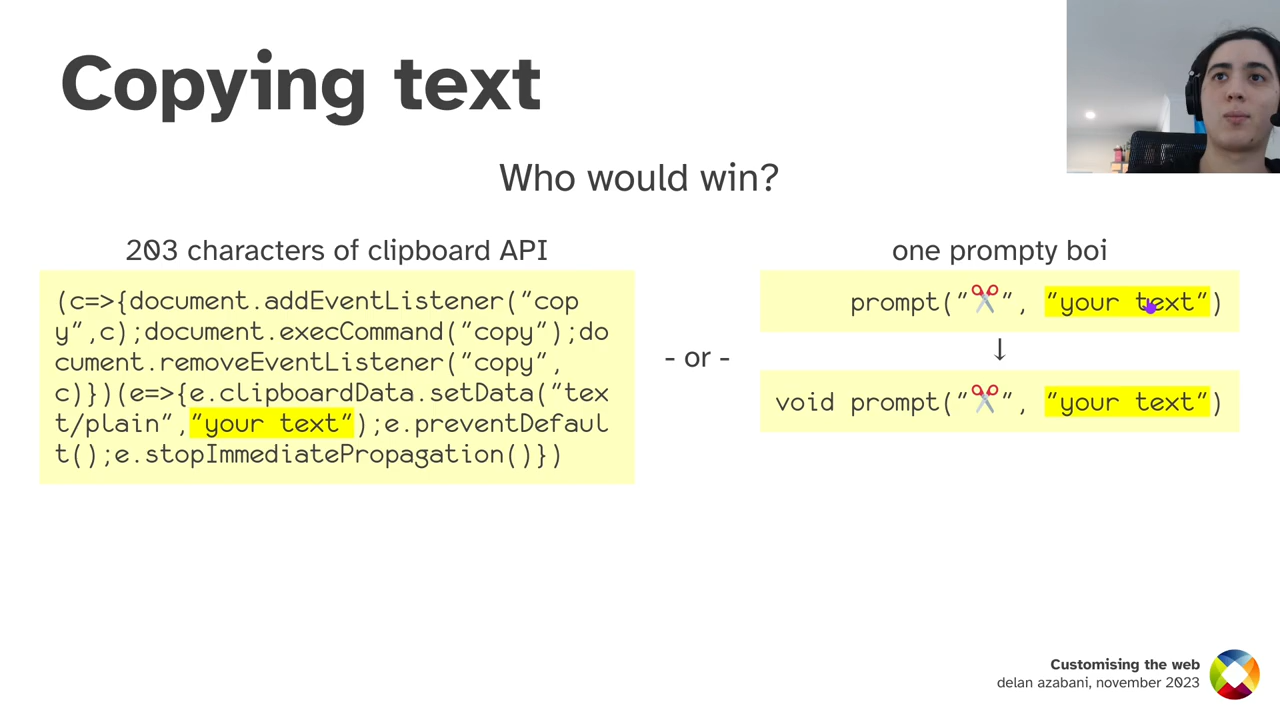 Copying text
Who would win?
203 characters of clipboard API
(c=>{document.addEventListener("cop
y",c);document.execCommand("copy");do
cument.removeEventListener("copy",
c)})(e=>{e.clipboardData.setData("tex
t/plain","your text");e.preventDefaul
t();e.stopImmediatePropagation()})
- or -
one prompty boi
prompt("✂️", "your text")
↓
void prompt("✂️", "your text")
Customising the web
delan azabani, november 2023